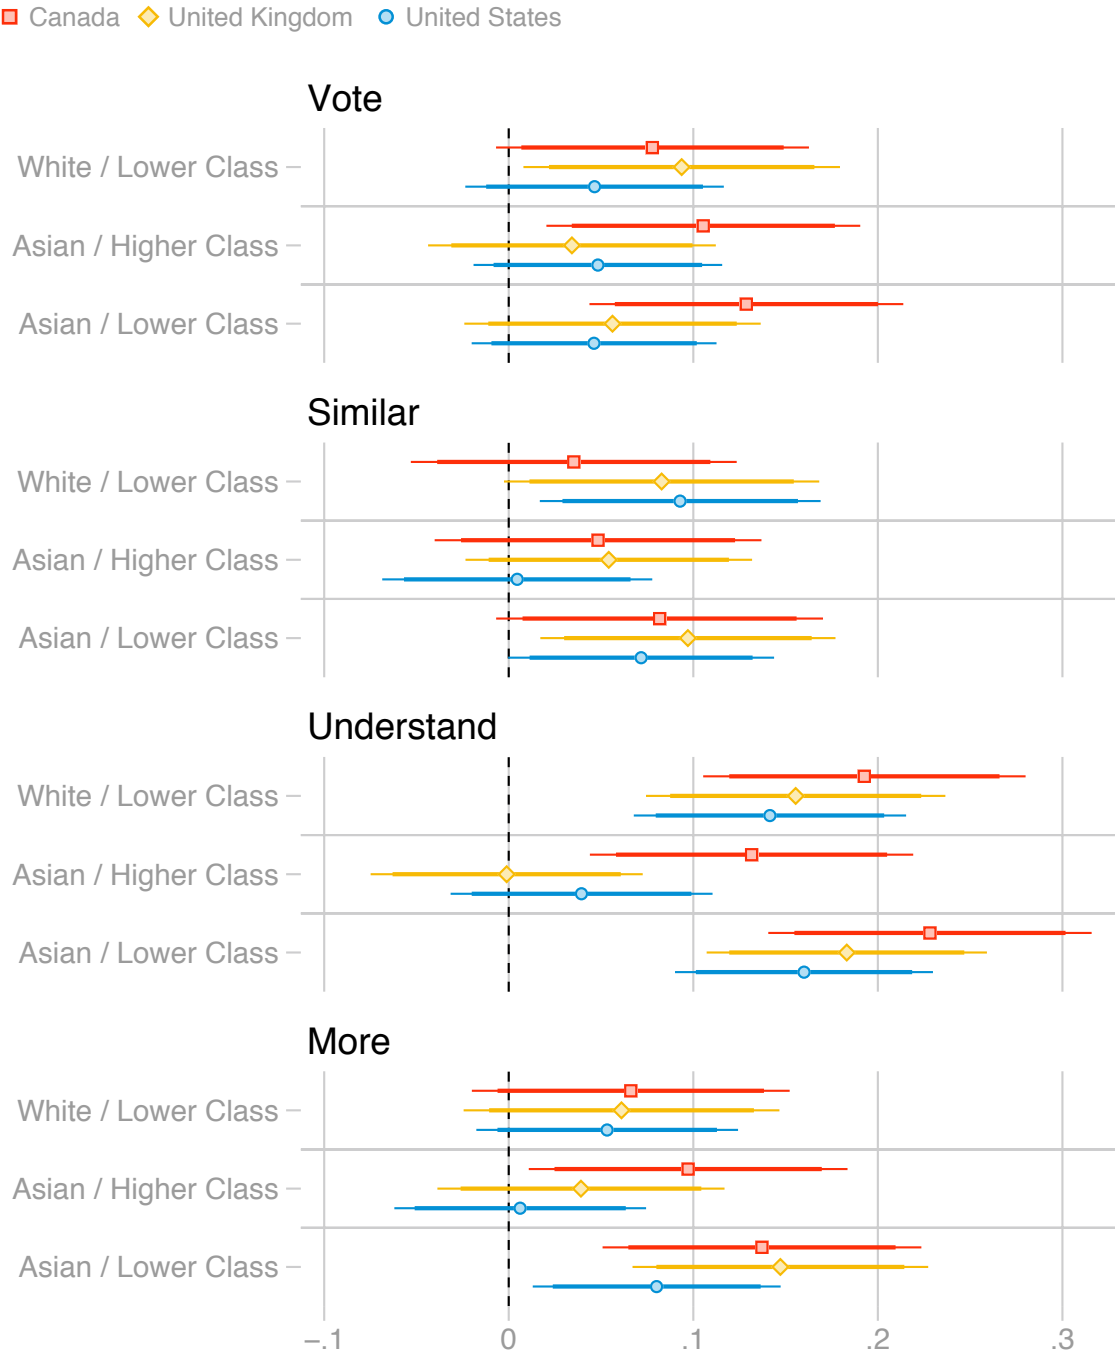 Canada United Kingdom United States
Vote
White / Lower Class
Asian / Higher Class
Asian / Lower Class
Similar
White / Lower Class
Asian / Higher Class
Asian / Lower Class
Understand
White / Lower Class
Asian / Higher Class
Asian / Lower Class
More
White / Lower Class
Asian / Higher Class
Asian / Lower Class
-.1 0 .1 .2 .3